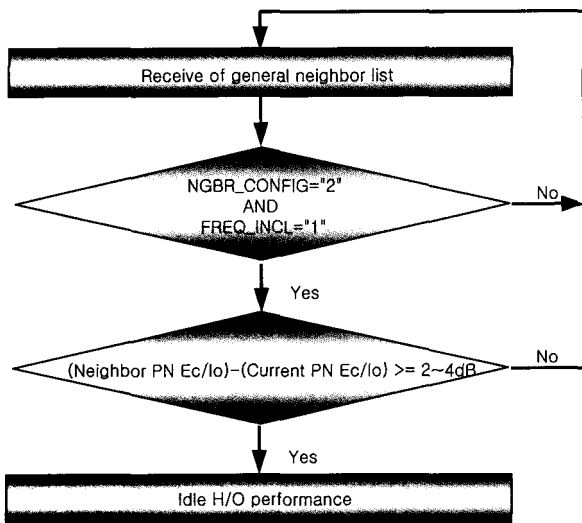 Receive of general neighbor list
NGBR_CONFIG="2"
AND
FREQ_INCL="1"
No
Yes
(Neighbor PN Ec/Io)-(Current PN Ec/Io) >= 2~4dB
No
Yes
Idle H/O performance